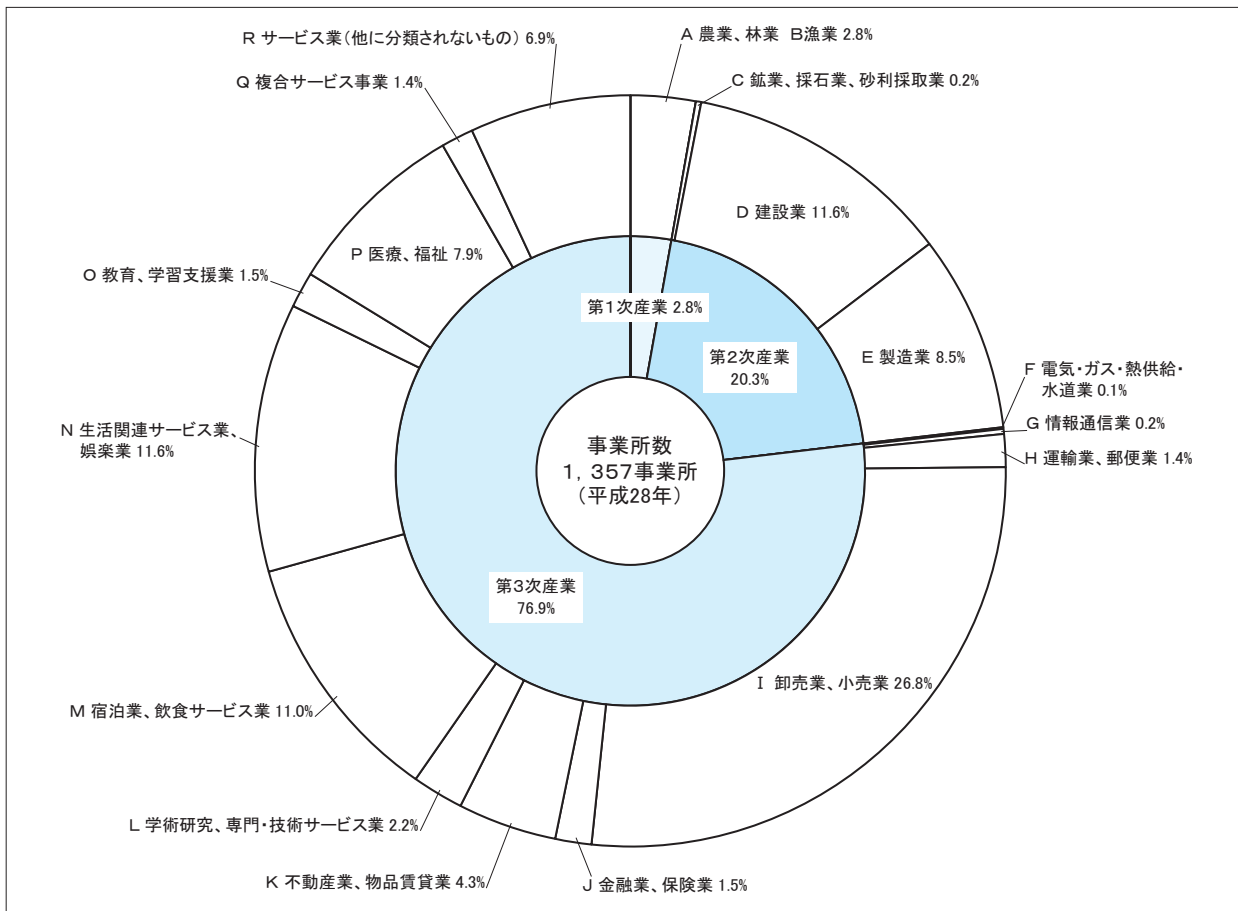 R サービス業(他に分類されないもの) 6.9%
A 農業、林業 B漁業 2.8%
Q 複合サービス事業 1.4%
C 鉱業、採石業、砂利採取業 0.2%
D 建設業 11.6%
P 医療、福祉 7.9%
O 教育、学習支援業 1.5%
第1次産業 2.8%
第2次産業
20.3%
E 製造業 8.5%
F 電気・ガス・熱供給・
水道業 0.1%
G 情報通信業 0.2%
H 運輸業、郵便業 1.4%
N 生活関連サービス業、
娯楽業 11.6%
事業所数
1,357事業所
(平成28年)
第3次産業
76.9%
I 卸売業、小売業 26.8%
M 宿泊業、飲食サービス業 11.0%
L 学術研究、専門・技術サービス業 2.2%
K 不動産業、物品賃貸業 4.3%
J 金融業、保険業 1.5%